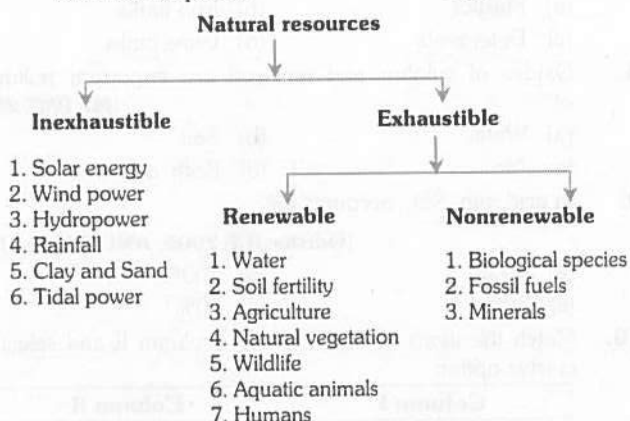 Natural resources
Inexhaustible
Exhaustible
1. Solar energy
2. Wind power
3. Hydropower
4. Rainfall
5. Clay and Sand
6. Tidal power
Renewable
1. Water
2. Soil fertility
3. Agriculture
4. Natural vegetation
5. Wildlife
6. Aquatic animals
7. Humans
Nonrenewable
1. Biological species
2. Fossil fuels
3. Minerals